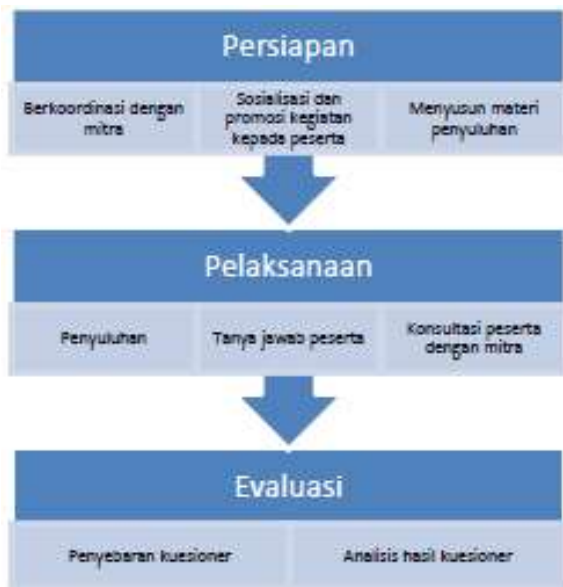 Persiapan
Berkoordinasi dengan
mitra
Sosialisasi dan
promosi kegiatan
kepada peserta
Menyusun materi
penyuluhan
Pelaksanaan
Penyuluhan
Tanya jawab peserta
Konsultasi peserta
dengan mitra
Evaluasi
Penyebaran kuesioner
Analisis hasil kuesioner